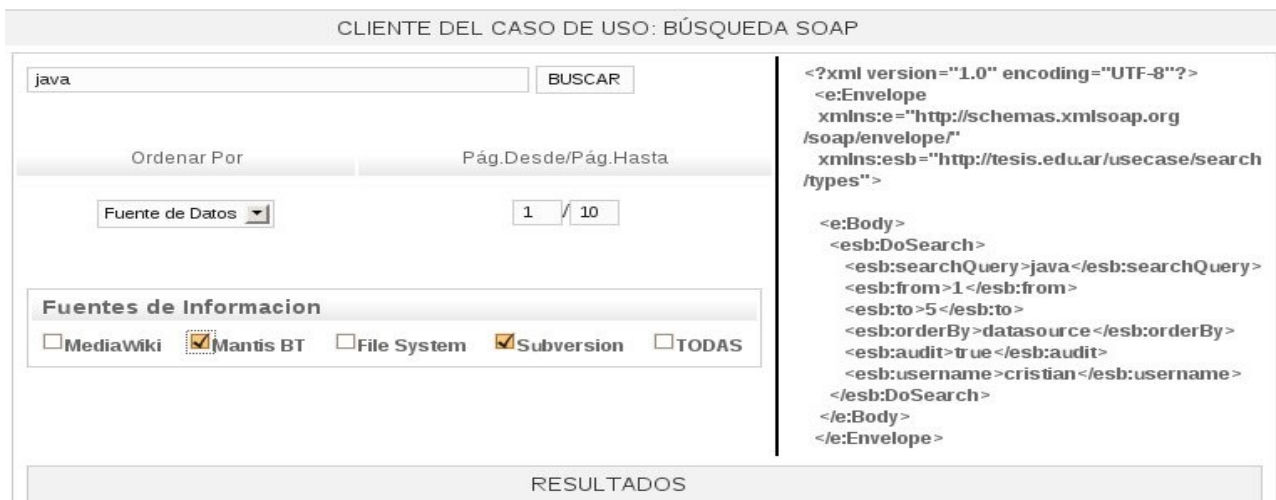 CLIENTE DEL CASO DE USO: BÚSQUEDA SOAP
java
BUSCAR
Ordenar Por
Pág.Desde/Pág.Hasta
Fuente de Datos
1 / 10
Fuentes de Informacion
MediaWiki Mantis BT File System Subversion TODAS
<?xml version="1.0" encoding="UTF-8"?>
<e:Envelope
xmlns:e="http://schemas.xmlsoap.org
/soap/envelope/"
xmlns:esb="http://tesis.edu.ar/usecase/search
/types">
<e:Body>
<esb:DoSearch>
<esb:searchQuery>java</esb:searchQuery>
<esb:from>1</esb:from>
<esb:to>5</esb:to>
<esb:orderBy>datasource</esb:orderBy>
<esb:audit>true</esb:audit>
<esb:username>cristian</esb:username>
</esb:DoSearch>
</e:Body>
</e:Envelope>
RESULTADOS